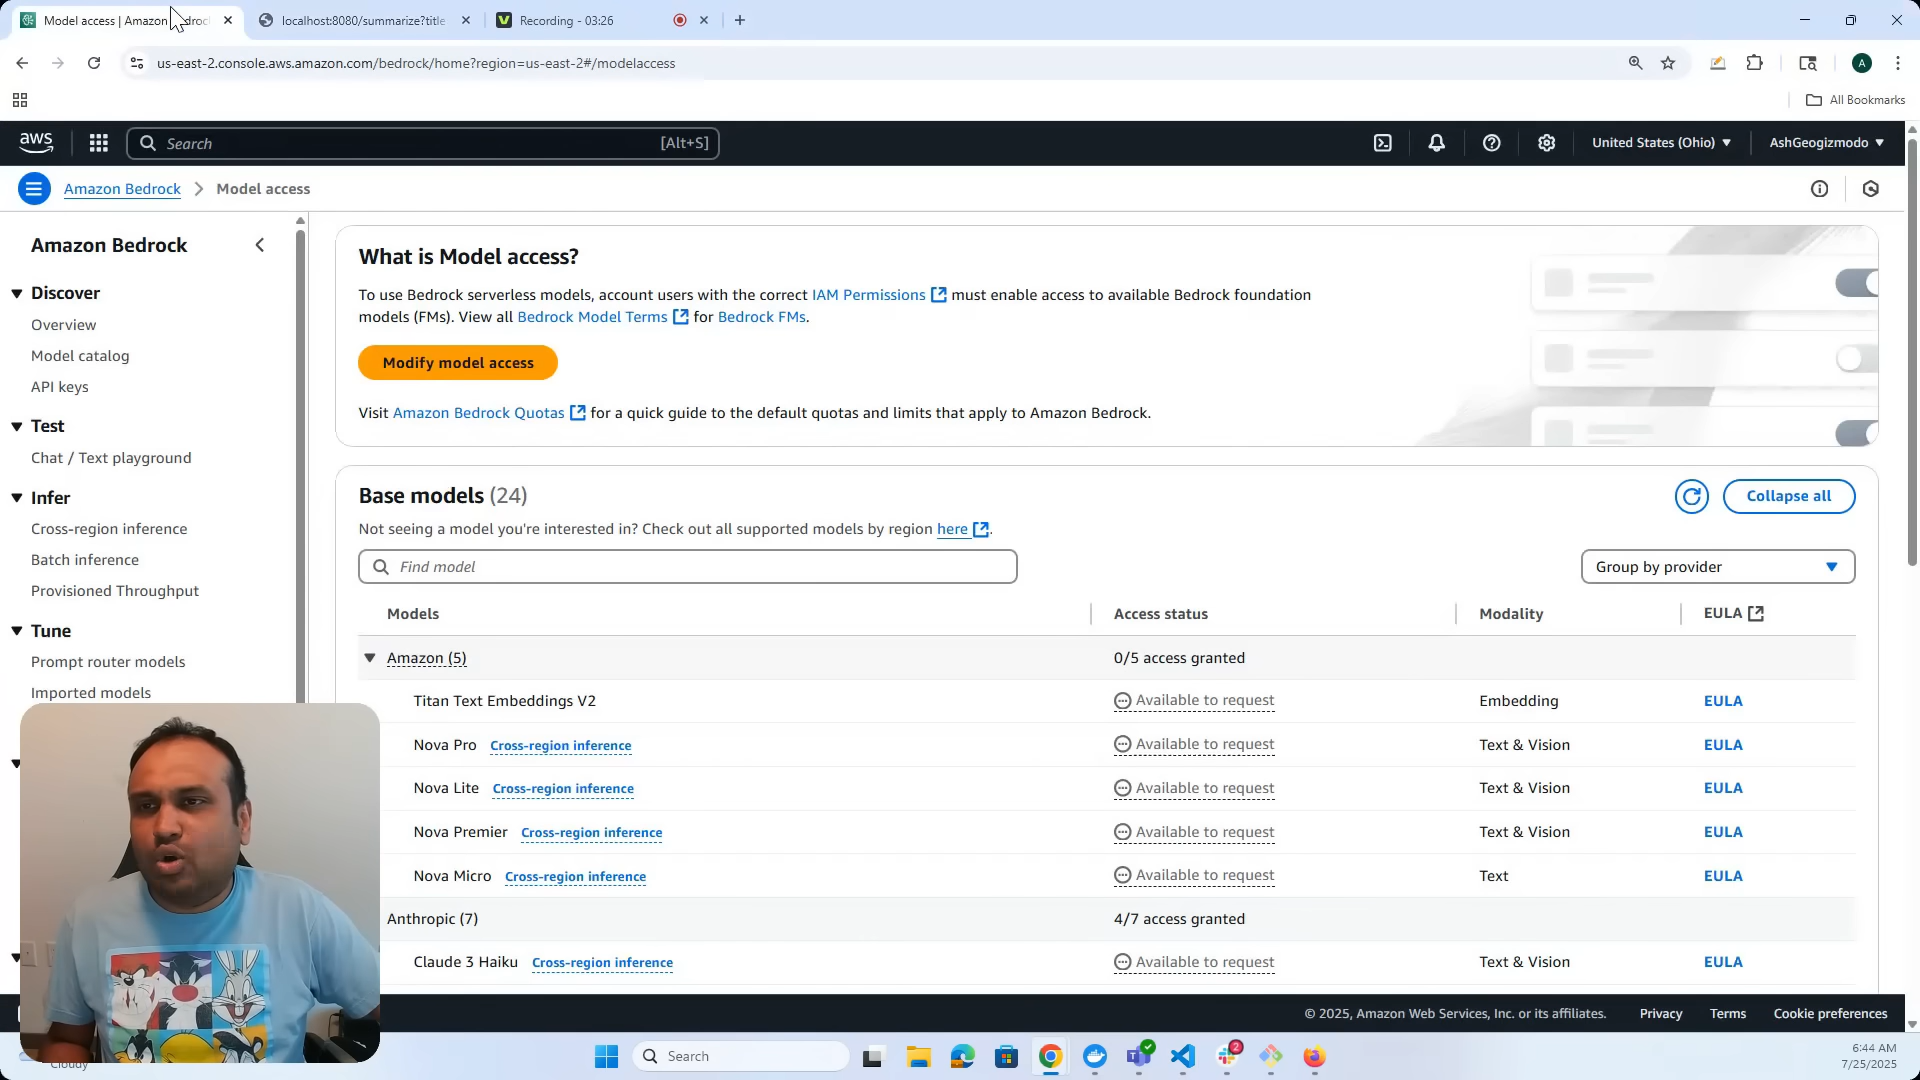 Model access | Amazon Bedroc
localhost:8080/summarize?title
Recording - 03:26
us-east-2.console.aws.amazon.com/bedrock/home?region=us-east-2#/modelaccess
A
All Bookmarks
aws
Search
[Alt+S]
United States (Ohio)
AshGeogizmodo
Amazon Bedrock
Model access
Amazon Bedrock
Discover
Overview
Model catalog
API keys
Test
Chat / Text playground
Infer
Cross-region inference
Batch inference
Provisioned Throughput
Tune
Prompt router models
Imported models
What is Model access?
To use Bedrock serverless models, account users with the correct IAM Permissions must enable access to available Bedrock foundation
models (FMs). View all Bedrock Model Terms for Bedrock FMs.
Modify model access
Visit Amazon Bedrock Quotas for a quick guide to the default quotas and limits that apply to Amazon Bedrock.
Base models (24)
Collapse all
Not seeing a model you're interested in? Check out all supported models by region here.
Find model
Group by provider
Models Access status Modality EULA
Amazon (5) 0/5 access granted
Titan Text Embeddings V2 Available to request Embedding EULA
Nova Pro Cross-region inference Available to request Text & Vision EULA
Nova Lite Cross-region inference Available to request Text & Vision EULA
Nova Premier Cross-region inference Available to request Text & Vision EULA
Nova Micro Cross-region inference Available to request Text EULA
Anthropic (7) 4/7 access granted
Claude 3 Haiku Cross-region inference Available to request Text & Vision EULA
© 2025, Amazon Web Services, Inc. or its affiliates. Privacy Terms Cookie preferences
Cloudy
Search
2
6:44 AM
7/25/2025